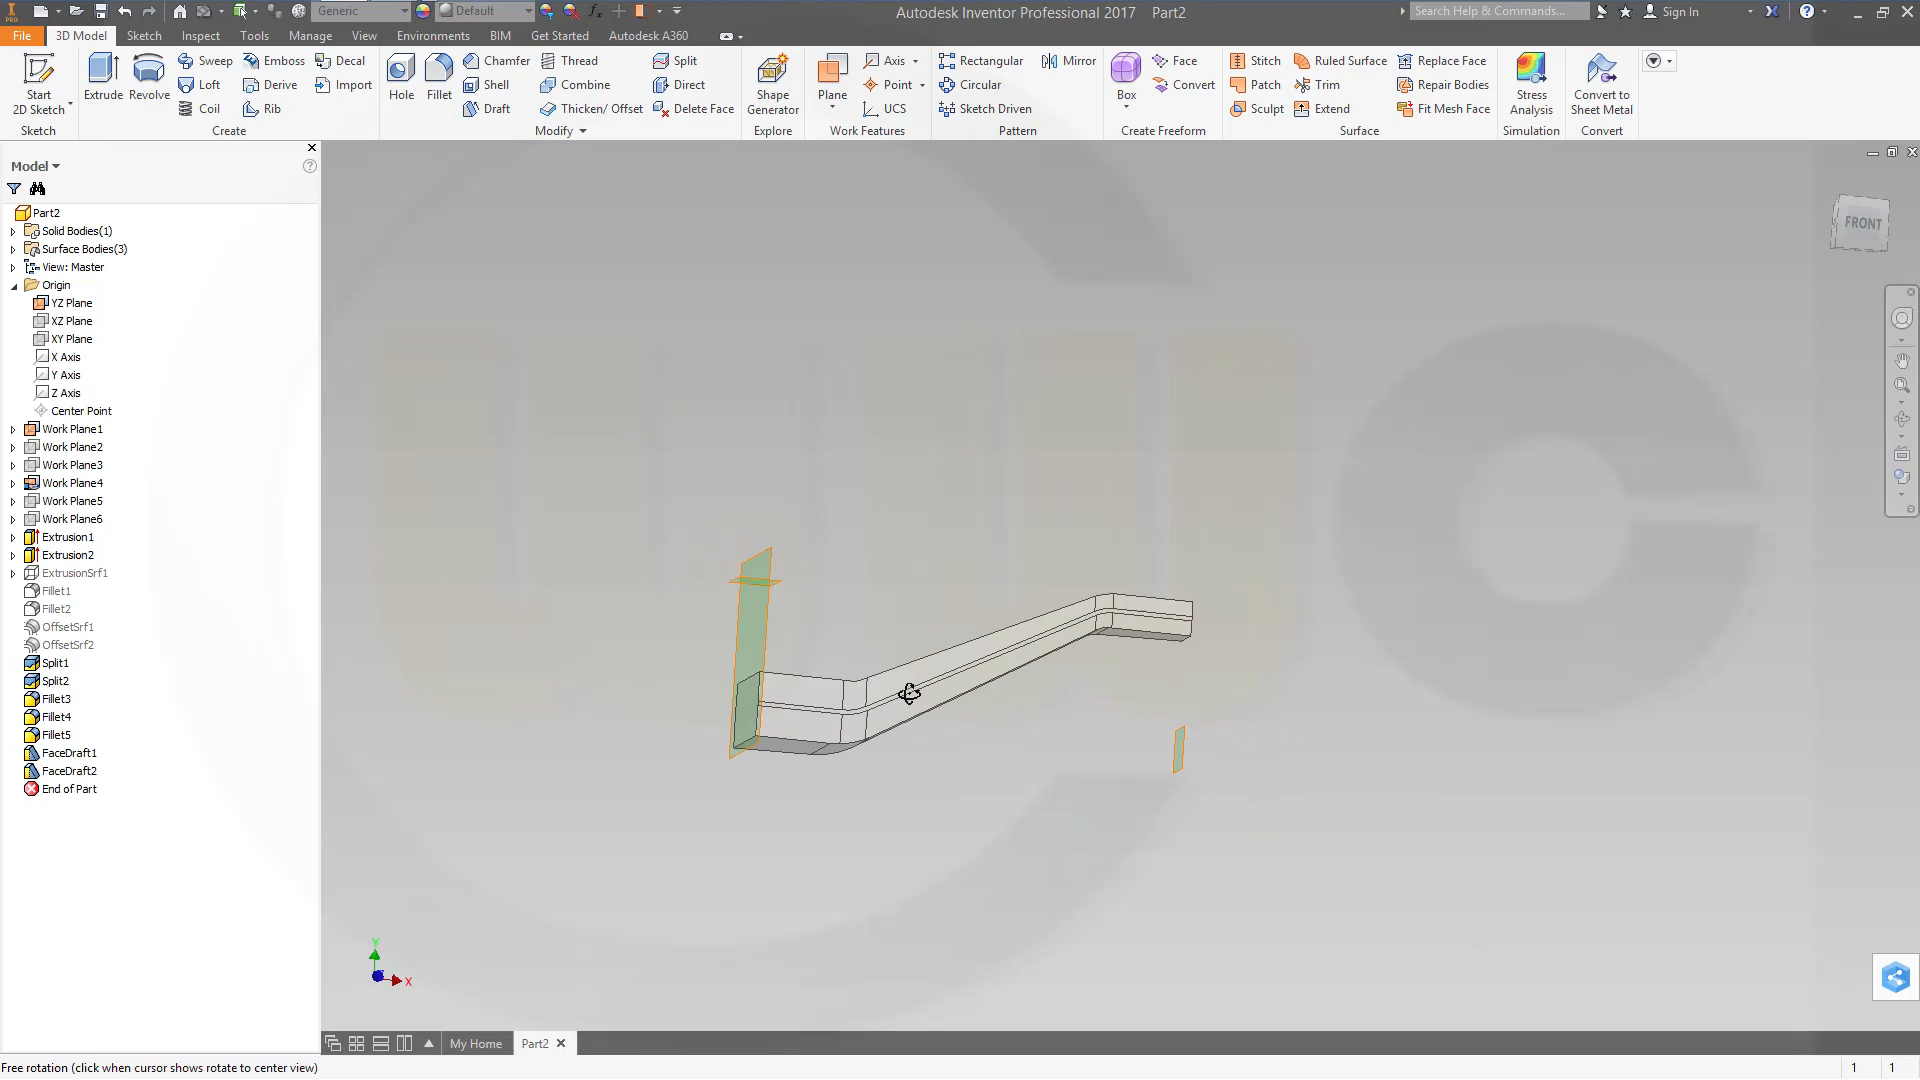 Generic
Default
Autodesk Inventor Professional 2017 Part2
Search Help & Commands...
Sign In
File
3D Model
Sketch
Inspect
Tools
Manage
View
Environments
BIM
Get Started
Autodesk A360
Start
2D Sketch
Sketch
Extrude
Revolve
Sweep
Loft
Coil
Emboss
Derive
Rib
Decal
Import
Create
Hole
Fillet
Chamfer
Shell
Draft
Thread
Combine
Thicken/ Offset
Split
Direct
Delete Face
Modify
Shape
Generator
Explore
Plane
Axis
Point
UCS
Work Features
Rectangular
Circular
Sketch Driven
Mirror
Pattern
Box
Face
Convert
Create Freeform
Stitch
Patch
Sculpt
Ruled Surface
Trim
Extend
Replace Face
Repair Bodies
Fit Mesh Face
Surface
Stress
Analysis
Simulation
Convert to
Sheet Metal
Convert
Model
Part2
Solid Bodies(1)
Surface Bodies(3)
View: Master
Origin
YZ Plane
XZ Plane
XY Plane
X Axis
Y Axis
Z Axis
Center Point
Work Plane1
Work Plane2
Work Plane3
Work Plane4
Work Plane5
Work Plane6
Extrusion1
Extrusion2
ExtrusionSrf1
Fillet1
Fillet2
OffsetSrf1
OffsetSrf2
Split1
Split2
Fillet3
Fillet4
Fillet5
FaceDraft1
FaceDraft2
End of Part
FRONT
Y
X
My Home
Part2
Free rotation (click when cursor shows rotate to center view)
1 1